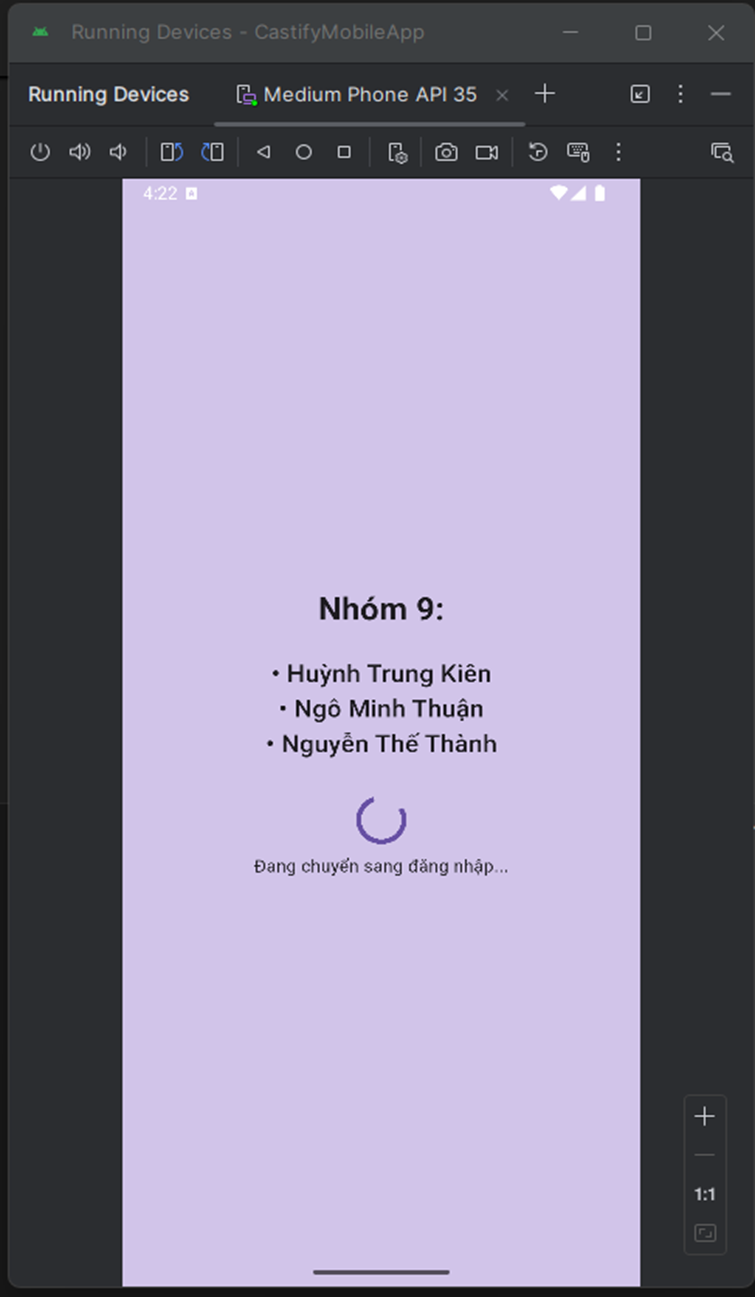 Running Devices - CastifyMobileApp
Running Devices
Medium Phone API 35
4:22
Nhóm 9:
• Huỳnh Trung Kiên
• Ngô Minh Thuận
• Nguyễn Thế Thành
Đang chuyển sang đăng nhập...
1:1